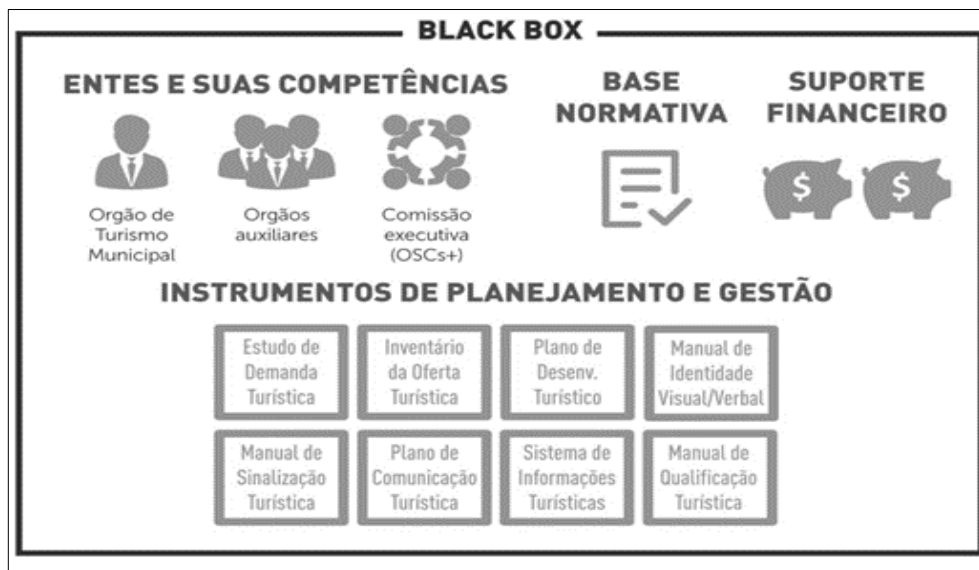 BLACK BOX
ENTES E SUAS COMPETÊNCIAS
Orgão de
Turismo
Municipal
Orgãos
auxiliares
Comissão
executiva
(OSCs+)
BASE
NORMATIVA
SUPORTE
FINANCEIRO
$ $
INSTRUMENTOS DE PLANEJAMENTO E GESTÃO
Estudo de
Demanda
Turística
Inventário
da Oferta
Turística
Plano de
Desenv.
Turístico
Manual de
Identidade
Visual/Verbal
Manual de
Sinalização
Turística
Plano de
Comunicação
Turística
Sistema de
Informações
Turísticas
Manual de
Qualificação
Turística